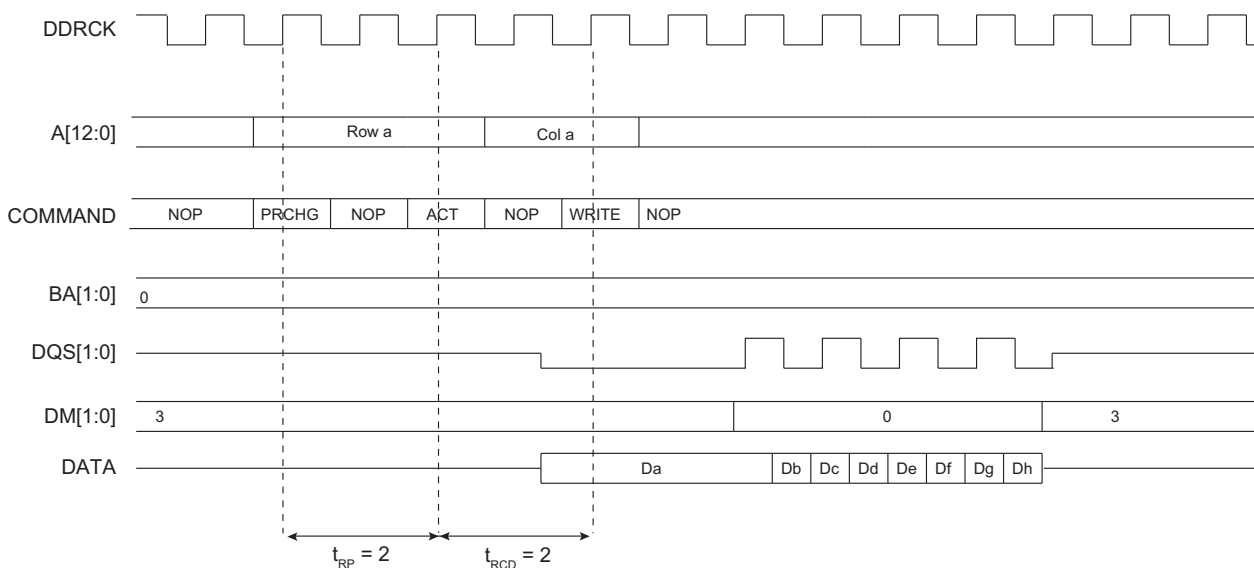 DDRCK
A[12:0] Row a Col a
COMMAND NOP PRCHG NOP ACT NOP WRITE NOP
BA[1:0] 0
DQS[1:0]
DM[1:0] 3 0 3
DATA Da Db Dc Dd De Df Dg Dh
tRP = 2 tRCD = 2